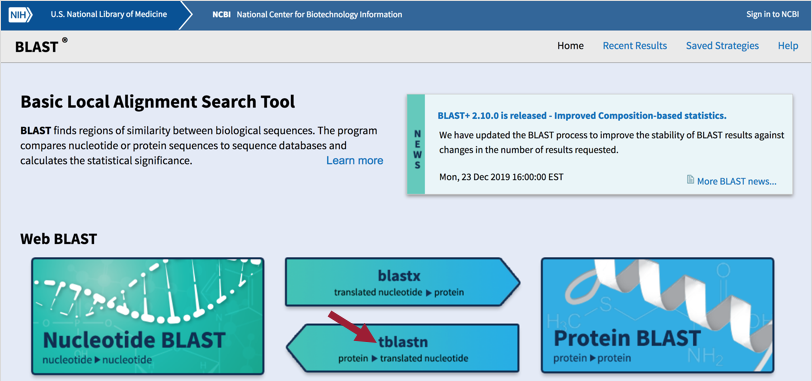 NIH U.S. National Library of Medicine NCBI National Center for Biotechnology Information Sign in to NCBI
BLAST ® Home Recent Results Saved Strategies Help
Basic Local Alignment Search Tool
BLAST finds regions of similarity between biological sequences. The program
compares nucleotide or protein sequences to sequence databases and
calculates the statistical significance. Learn more
NEWS
BLAST+ 2.10.0 is released - Improved Composition-based statistics.
We have updated the BLAST process to improve the stability of BLAST results against
changes in the number of results requested.
Mon, 23 Dec 2019 16:00:00 EST
More BLAST news...
Web BLAST
Nucleotide BLAST
nucleotide ▶ nucleotide
blastx
translated nucleotide ▶ protein
tblastn
protein ▶ translated nucleotide
Protein BLAST
protein ▶ protein
H₃C
S
O
OH
NH₂